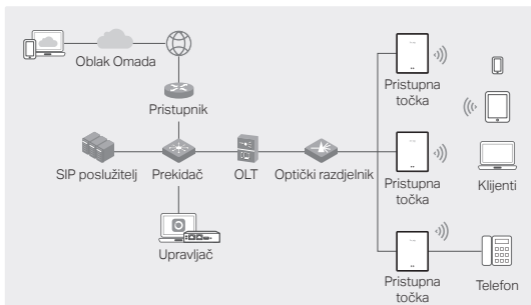 Oblak Omada
Pristupnik
SIP poslužitelj
Prekidač
OLT
Optički razdjelnik
Upravljač
Pristupna
točka
Pristupna
točka
Pristupna
točka
Klijenti
Telefon